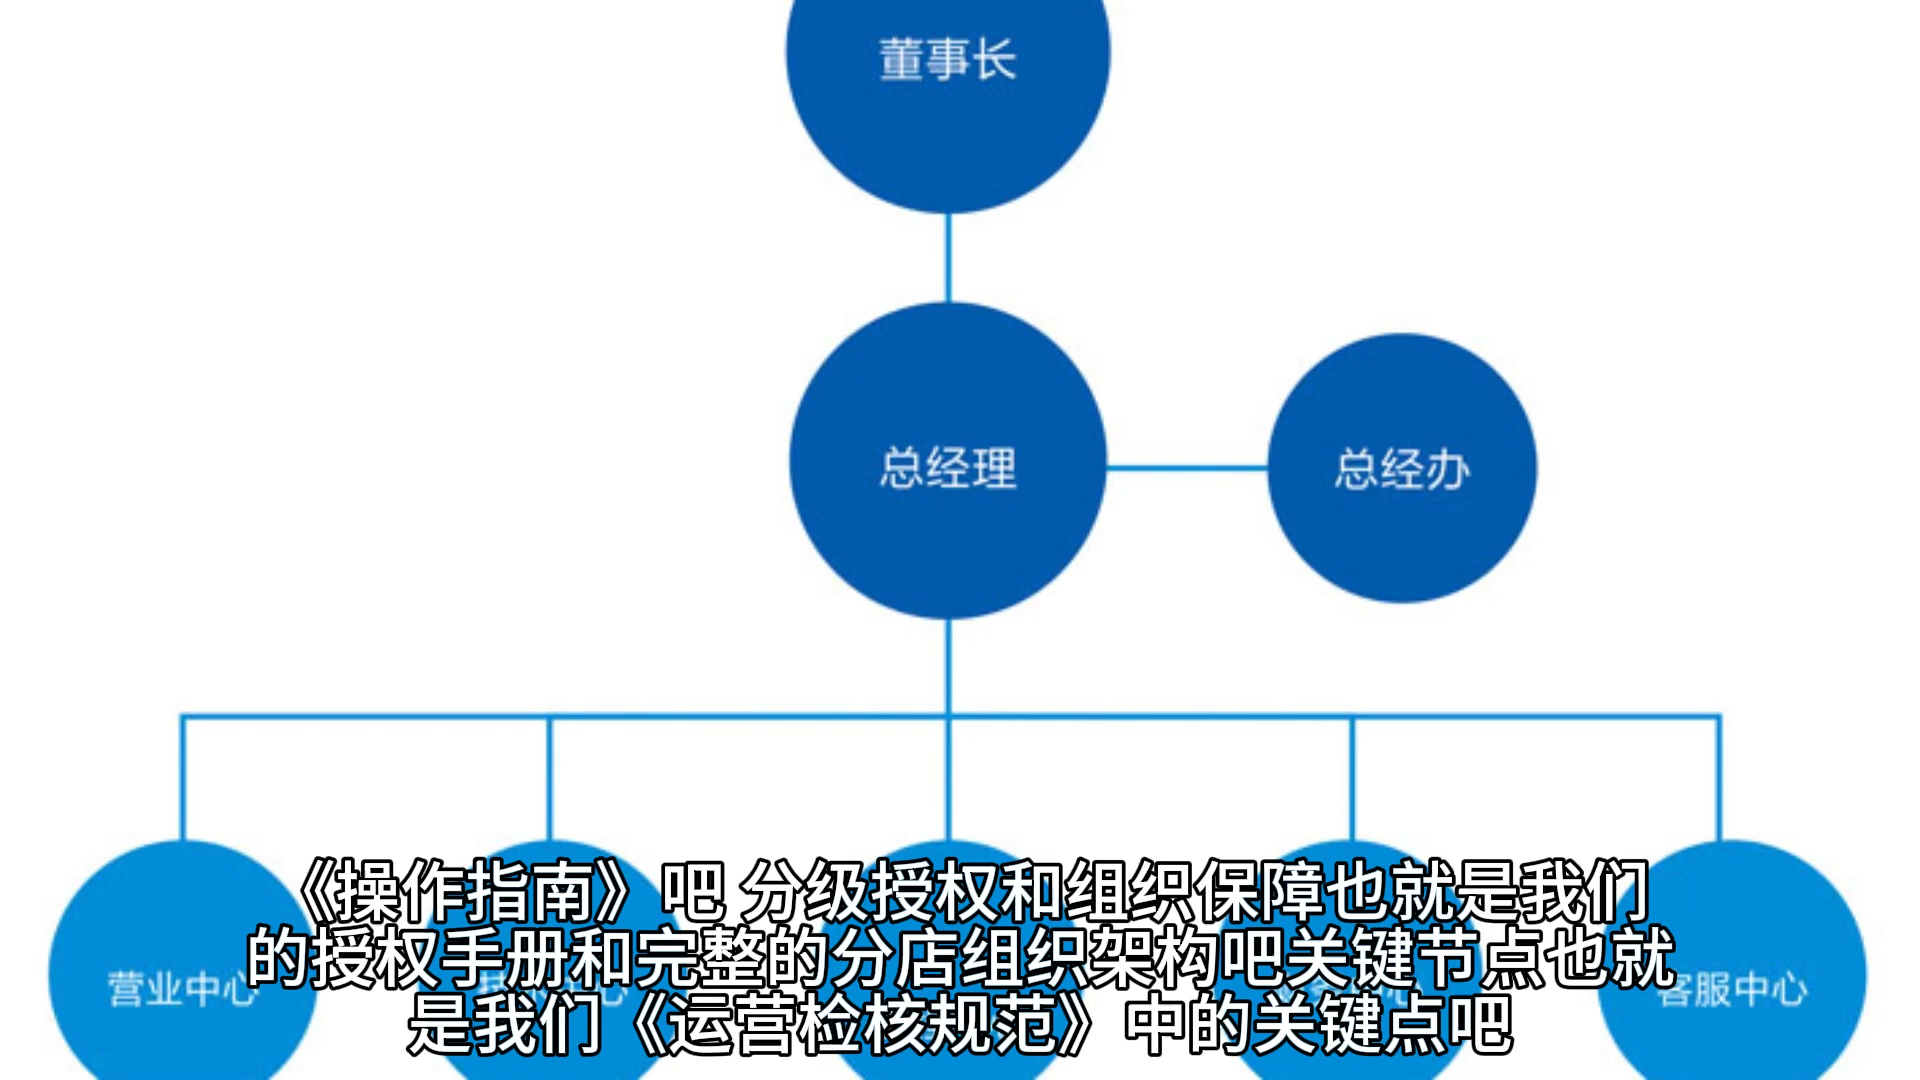 董事长
总经理
总经办
营业中心
客服中心
《操作指南》吧 分级授权和组织保障也就是我们
的授权手册和完整的分店组织架构吧关键节点也就
是我们《运营检核规范》中的关键点吧